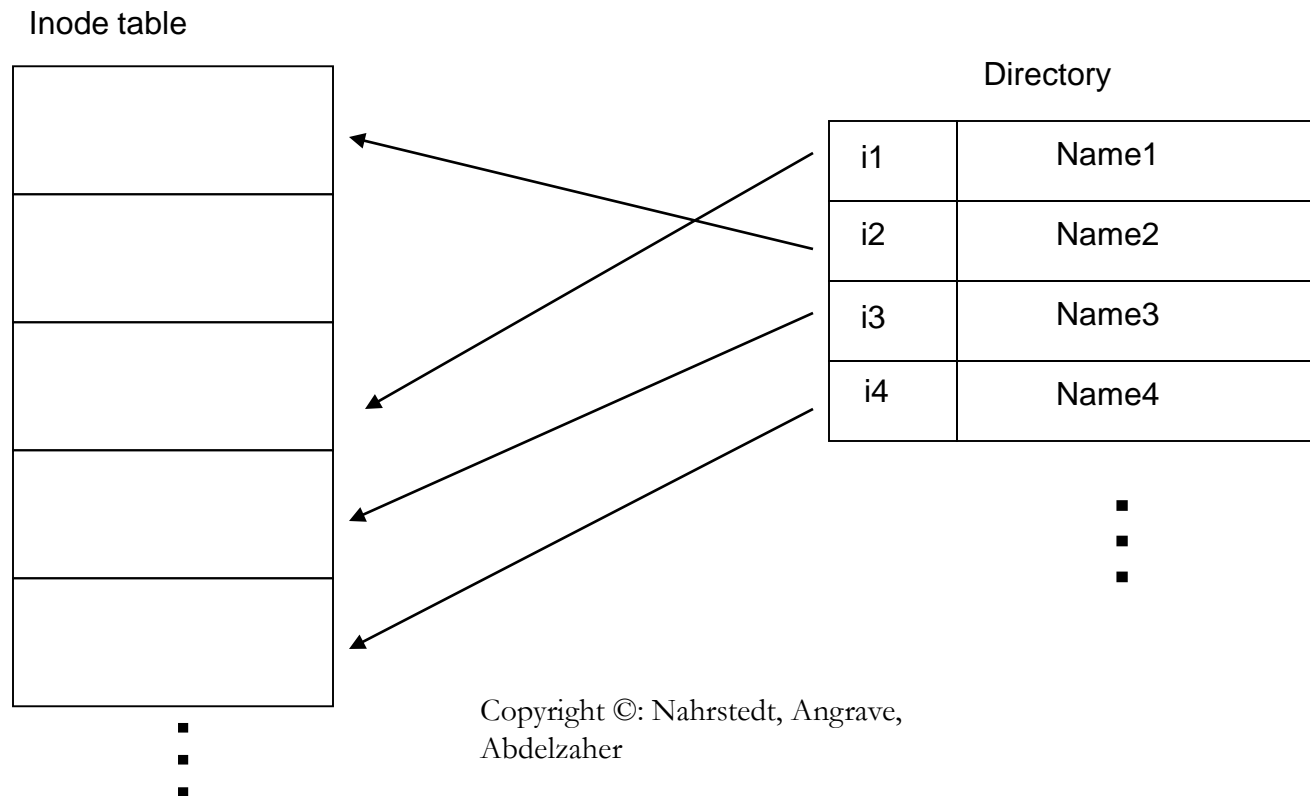 Inode table
Directory
i1 Name1
i2 Name2
i3 Name3
i4 Name4
Copyright ©: Nahrstedt, Angrave,
Abdelzaher